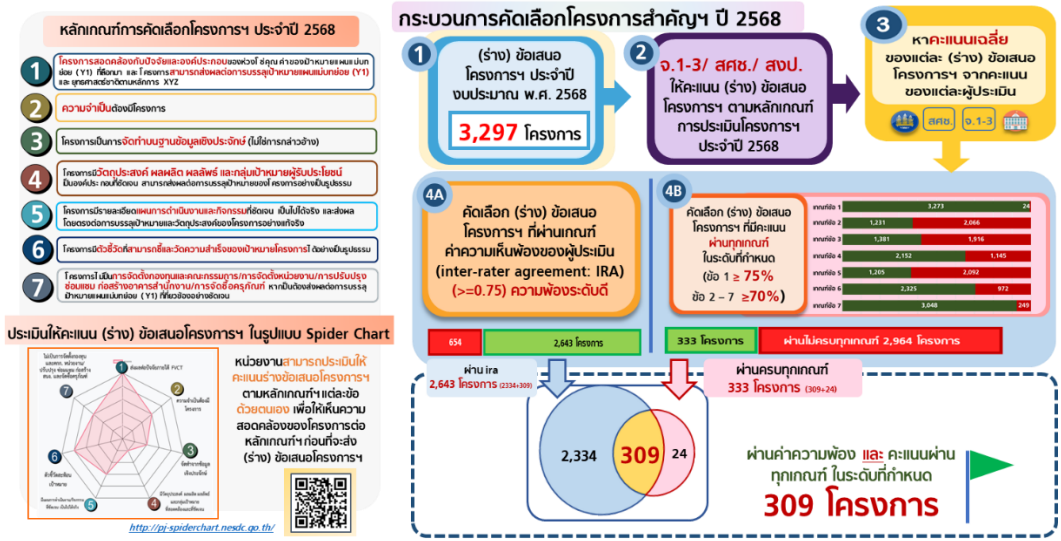 หลักเกณฑ์การคัดเลือกโครงการฯ ประจำปี 2568
1
โครงการสอดคล้องกับปัจจัยและองค์ประกอบของห่วงโซ่คุณค่าของเป้าหมายแผนแม่บท
ย่อย (Y1) ที่เลือกมา และโครงการสามารถส่งผลต่อการบรรลุเป้าหมายแผนแม่บทย่อย (Y1)
และ ยุทธศาสตร์ชาติตามหลักการ XYZ
2
ความจำเป็นต้องมีโครงการ
3
โครงการเป็นการจัดทำบนฐานข้อมูลเชิงประจักษ์ (ไม่ใช่การกล่าวอ้าง)
4
โครงการมีวัตถุประสงค์ ผลผลิต ผลลัพธ์ และกลุ่มเป้าหมายผู้รับประโยชน์
เป็นองค์ประกอบที่ชัดเจน สามารถส่งผลต่อการบรรลุเป้าหมายของโครงการอย่างเป็นรูปธรรม
5
โครงการมีรายละเอียดแผนการดำเนินงานและกิจกรรมที่ชัดเจน เป็นไปได้จริง และส่งผล
โดยตรงต่อการบรรลุเป้าหมายและวัตถุประสงค์ของโครงการอย่างแท้จริง
6
โครงการมีตัวชี้วัดที่สามารถชี้และวัดความสำเร็จของเป้าหมายโครงการได้อย่างเป็นรูปธรรม
7
โครงการไม่เป็นการจัดตั้งกองทุนและคณะกรรมการ/การจัดตั้งหน่วยงาน/การปรับปรุง
ซ่อมแซม ก่อสร้างอาคารสำนักงาน/การจัดซื้อครุภัณฑ์ หากเป็นต้องส่งผลต่อการบรรลุ
เป้าหมายแผนแม่บทย่อย (Y1) ที่เกี่ยวข้องอย่างชัดเจน
ประเมินให้คะแนน (ร่าง) ข้อเสนอโครงการฯ ในรูปแบบ Spider Chart
1
2
ความจำเป็นต้องมี
โครงการ
3
4
5
6
7
หน่วยงานสามารถประเมินให้
คะแนนร่างข้อเสนอโครงการฯ
ตามหลักเกณฑ์ฯ แต่ละข้อ
ด้วยตนเอง เพื่อให้เห็นความ
สอดคล้องของโครงการต่อ
หลักเกณฑ์ฯ ก่อนที่จะส่ง
(ร่าง) ข้อเสนอโครงการฯ
http://pj-spiderchart.nesdc.go.th/
กระบวนการคัดเลือกโครงการสำคัญฯ ปี 2568
1
(ร่าง) ข้อเสนอ
โครงการฯ ประจำปี
งบประมาณ พ.ศ. 2568
3,297 โครงการ
2
จ.1-3/ สศช./ สงป.
ให้คะแนน (ร่าง) ข้อเสนอ
โครงการฯ ตามหลักเกณฑ์
การประเมินโครงการฯ
ประจำปี 2568
3
หาคะแนนเฉลี่ย
ของแต่ละ (ร่าง) ข้อเสนอ
โครงการฯ จากคะแนน
ของแต่ละผู้ประเมิน
สศช.
จ.1-3
4A
คัดเลือก (ร่าง) ข้อเสนอ
โครงการฯ ที่ผ่านเกณฑ์
ค่าความเห็นพ้องของผู้ประเมิน
(inter-rater agreement: IRA)
(>=0.75) ความพ้องระดับดี
4B
คัดเลือก (ร่าง) ข้อเสนอ
โครงการฯ ที่มีคะแนน
ผ่านทุกเกณฑ์
ในระดับที่กำหนด
(ข้อ 1 ≥ 75%
ข้อ 2 – 7 ≥70%)
เกณฑ์ข้อ 1 3,273 24
เกณฑ์ข้อ 2 1,231 2,066
เกณฑ์ข้อ 3 1,381 1,916
เกณฑ์ข้อ 4 2,152 1,145
เกณฑ์ข้อ 5 1,205 2,092
เกณฑ์ข้อ 6 2,325 972
เกณฑ์ข้อ 7 3,048 249
654
2,643 โครงการ
333 โครงการ
ผ่านไม่ครบทุกเกณฑ์ 2,964 โครงการ
ผ่าน ira
2,643 โครงการ (2334+309)
ผ่านครบทุกเกณฑ์
333 โครงการ (309+24)
2,334
309
24
ผ่านค่าความพ้อง และ คะแนนผ่าน
ทุกเกณฑ์ ในระดับที่กำหนด
309 โครงการ